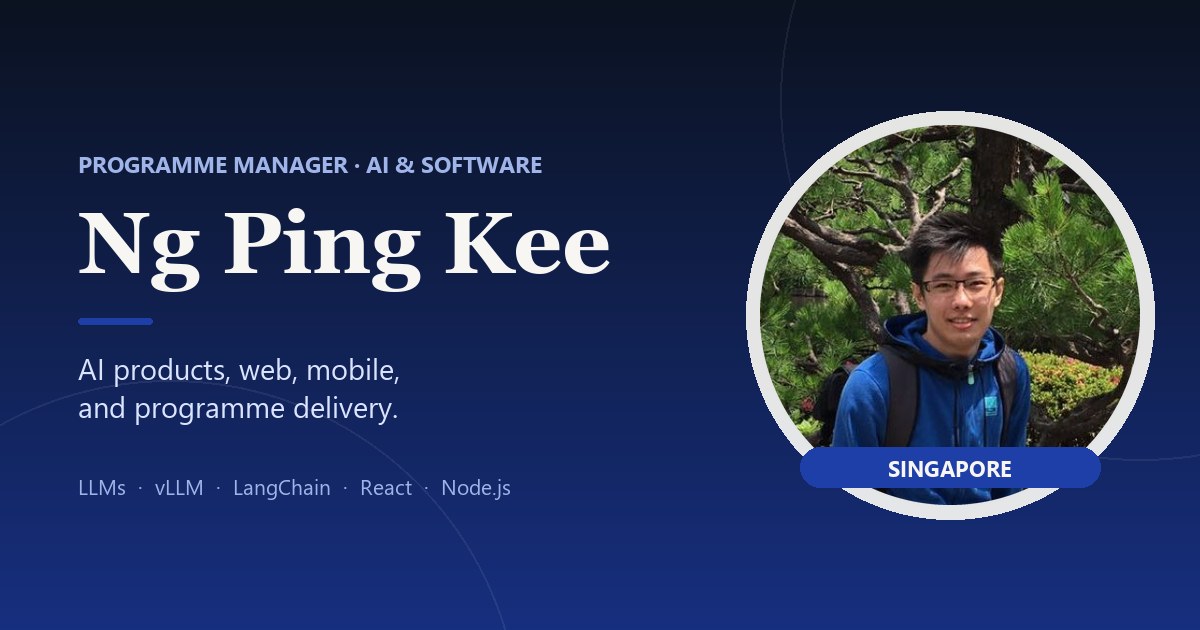 PROGRAMME MANAGER · AI & SOFTWARE
Ng Ping Kee
AI products, web, mobile,
and programme delivery.
LLMs · vLLM · LangChain · React · Node.js
SINGAPORE